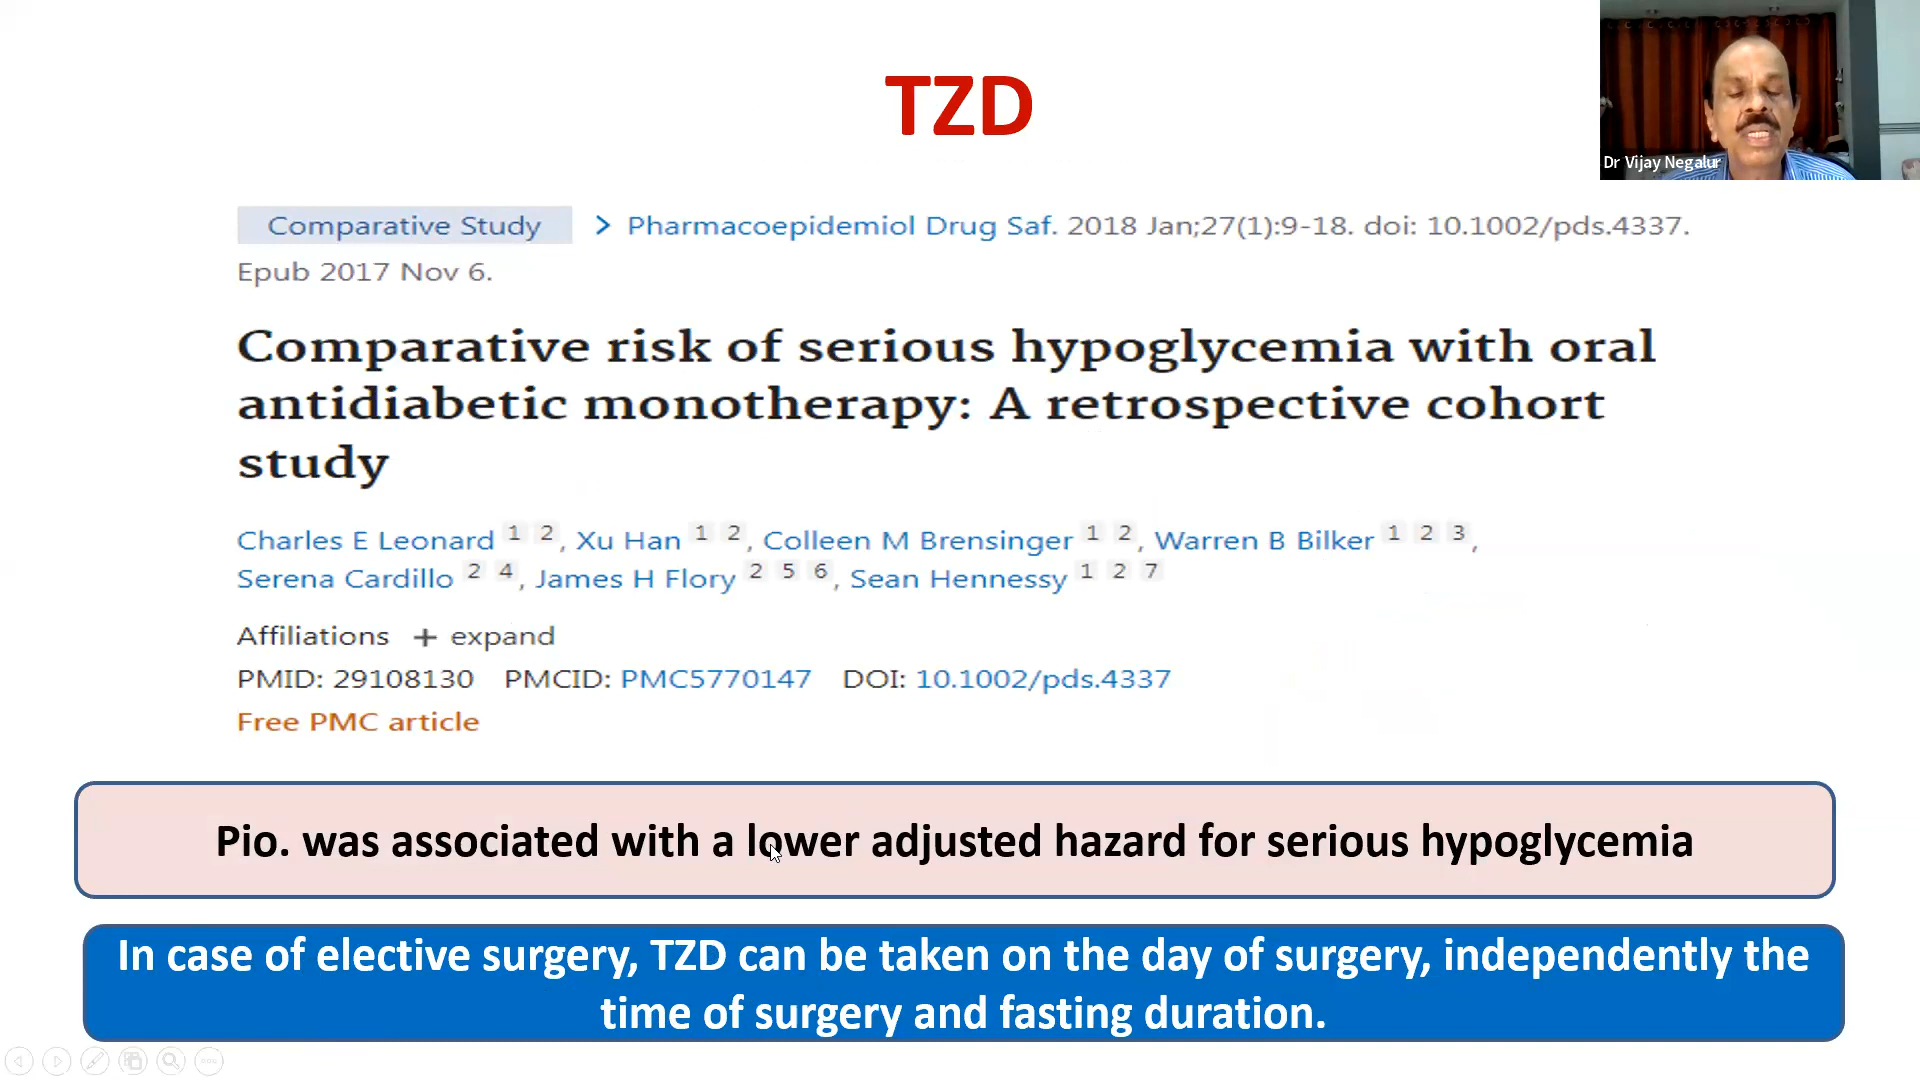 TZD
Dr Vijay Negalur
Comparative Study > Pharmacoepidemiol Drug Saf. 2018 Jan;27(1):9-18. doi: 10.1002/pds.4337.
Epub 2017 Nov 6.
Comparative risk of serious hypoglycemia with oral
antidiabetic monotherapy: A retrospective cohort
study
Charles E Leonard 1 2, Xu Han 1 2, Colleen M Brensinger 1 2, Warren B Bilker 1 2 3,
Serena Cardillo 2 4, James H Flory 2 5 6, Sean Hennessy 1 2 7
Affiliations + expand
PMID: 29108130 PMCID: PMC5770147 DOI: 10.1002/pds.4337
Free PMC article
Pio. was associated with a lower adjusted hazard for serious hypoglycemia
In case of elective surgery, TZD can be taken on the day of surgery, independently the
time of surgery and fasting duration.